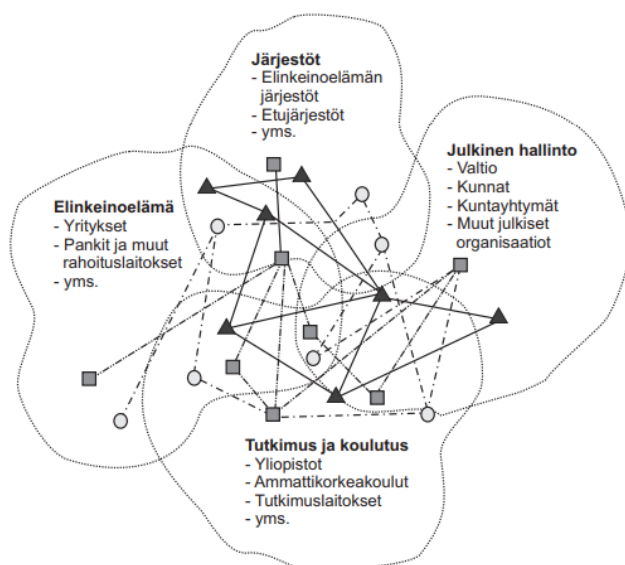 Järjestöt
- Elinkeinoelämän
järjestöt
- Etujärjestöt
- yms.
Julkinen hallinto
- Valtio
- Kunnat
- Kuntayhtymät
- Muut julkiset
organisaatiot
Elinkeinoelämä
- Yritykset
- Pankit ja muut
rahoituslaitokset
- yms.
Tutkimus ja koulutus
- Yliopistot
- Ammattikorkeakoulut
- Tutkimuslaitokset
- yms.